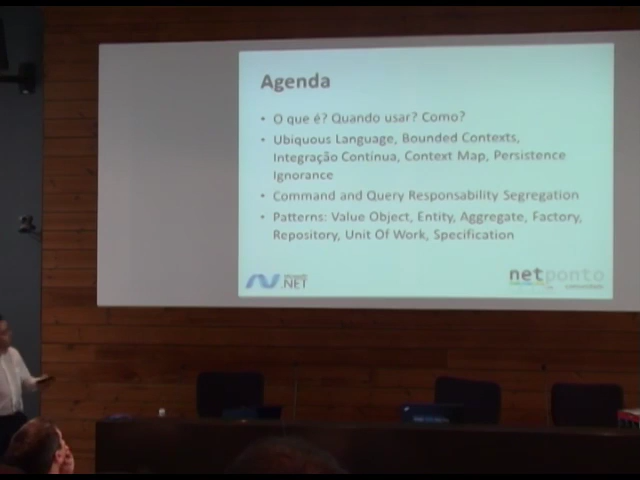 Agenda
• O que é? Quando usar? Como?
• Ubiquous Language, Bounded Contexts,
Integração Continua, Context Map, Persistence
Ignorance
• Command and Query Responsability Segregation
• Patterns: Value Object, Entity, Aggregate, Factory,
Repository, Unit Of Work, Specification
Microsoft
.NET
netponto